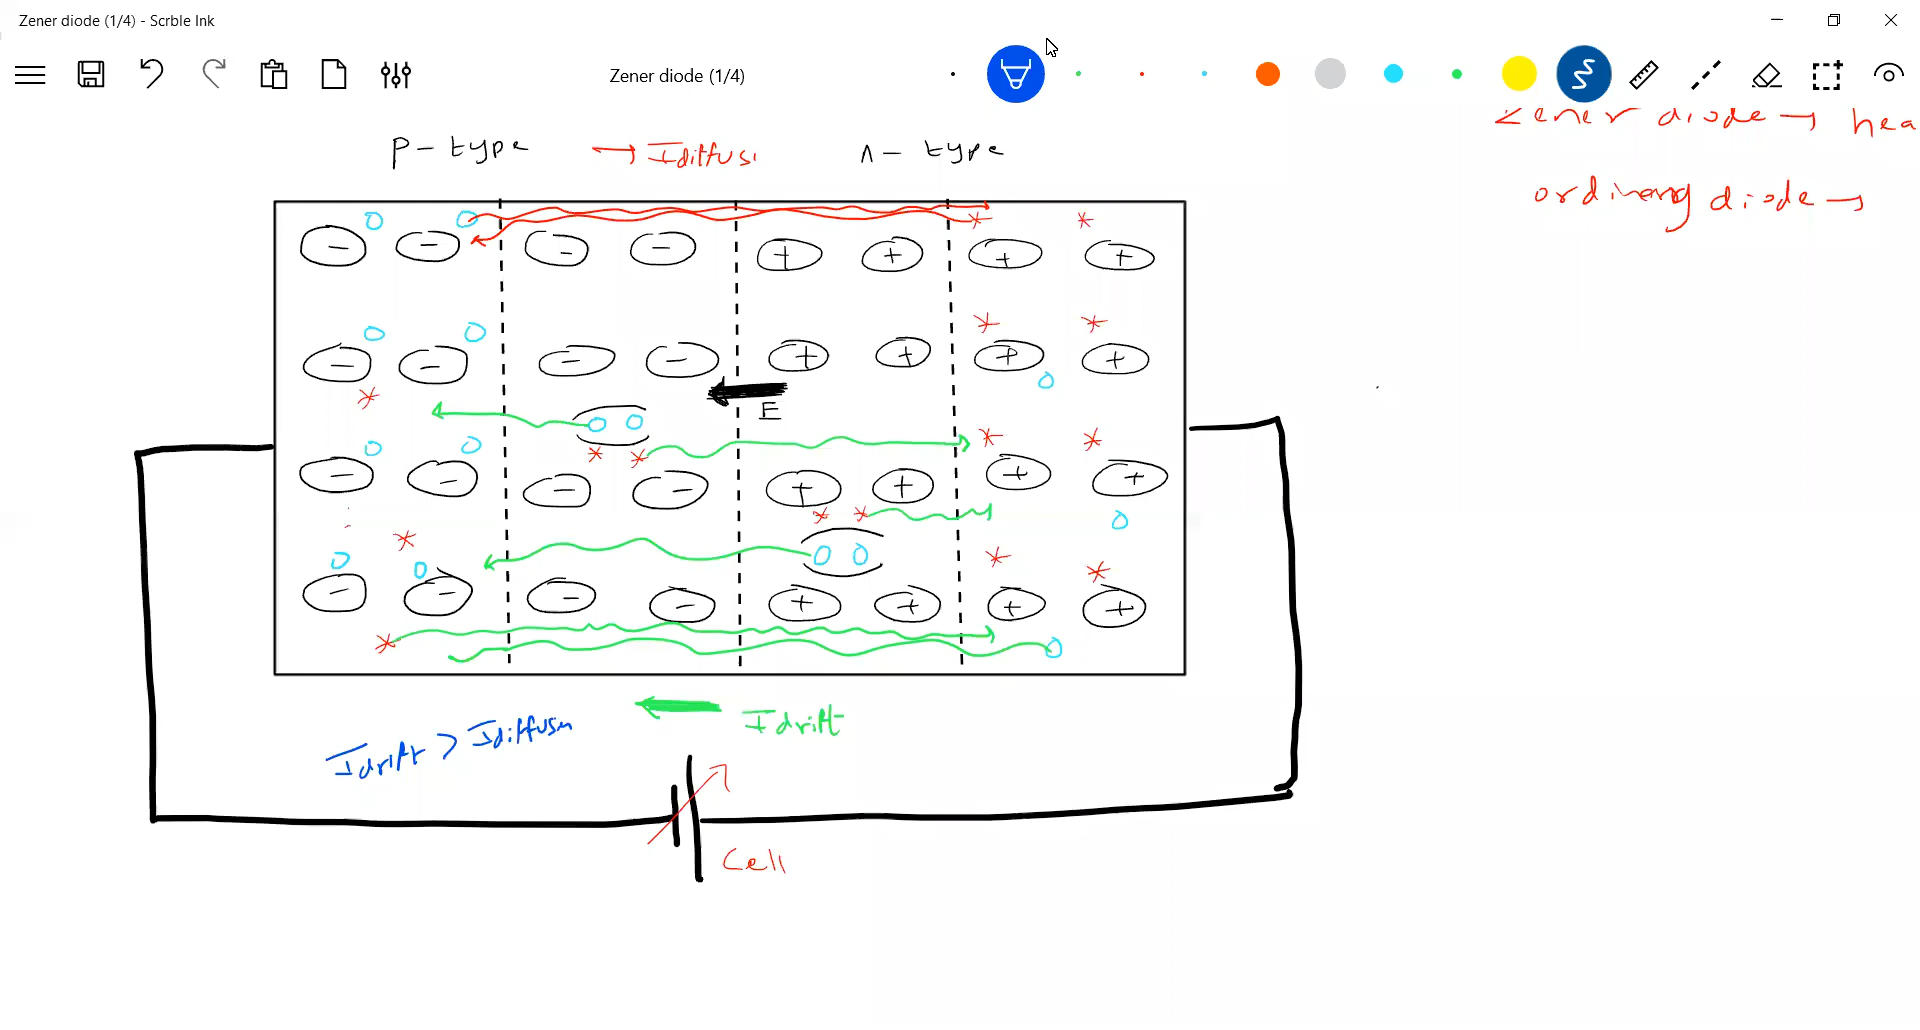 Zener diode (1/4) - Scrble Ink
Zener diode (1/4)
Zener diode → hea
P - type → Idiffusi n - type
ordinary diode →
E
Idrift
Idrift > Idiffusn
Cell